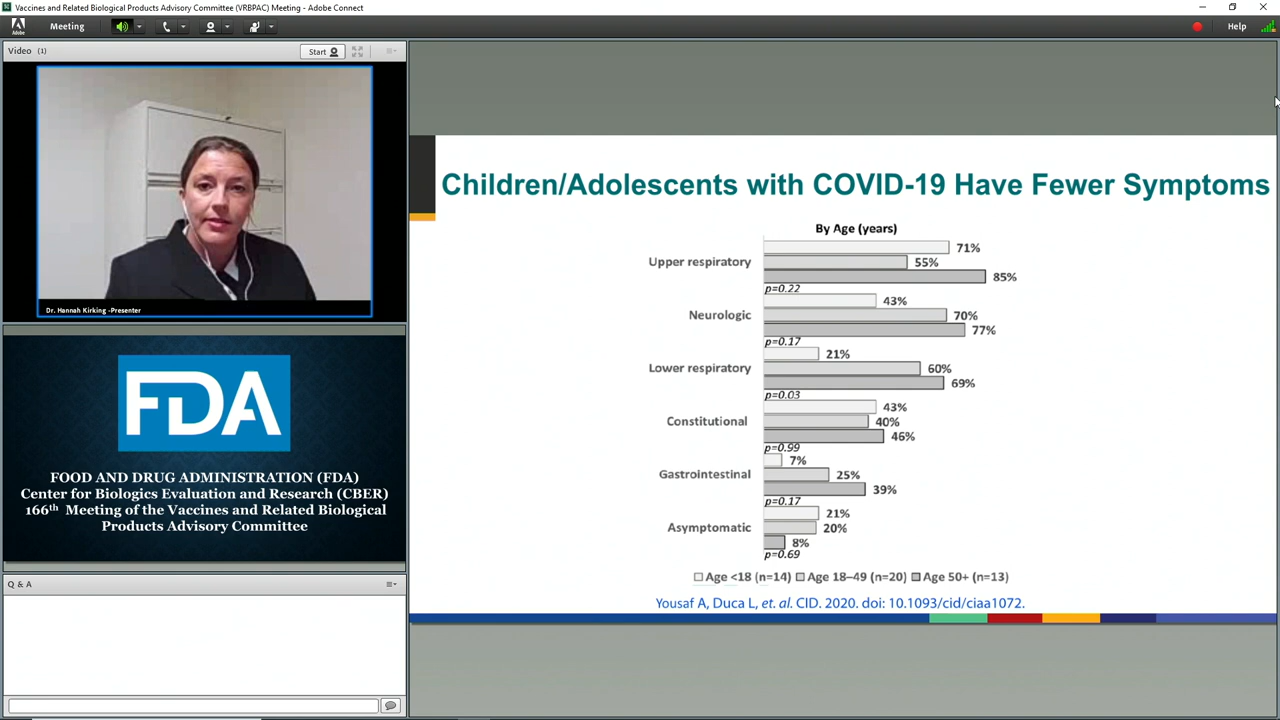 Vaccines and Related Biological Products Advisory Committee (VRBPAC) Meeting - Adobe Connect
Meeting
Help
Video (1)
Start
Dr. Hannah Kirking -Presenter
FDA
FOOD AND DRUG ADMINISTRATION (FDA)
Center for Biologics Evaluation and Research (CBER)
166th Meeting of the Vaccines and Related Biological
Products Advisory Committee
Q & A
Children/Adolescents with COVID-19 Have Fewer Symptoms
By Age (years)
71%
Upper respiratory 55%
85%
p=0.22
43%
Neurologic 70%
77%
p=0.17
21%
Lower respiratory 60%
69%
p=0.03
43%
Constitutional 40%
46%
p=0.99
7%
Gastrointestinal 25%
39%
p=0.17
21%
Asymptomatic 20%
8%
p=0.69
Age <18 (n=14) Age 18–49 (n=20) Age 50+ (n=13)
Yousaf A, Duca L, et. al. CID. 2020. doi: 10.1093/cid/ciaa1072.